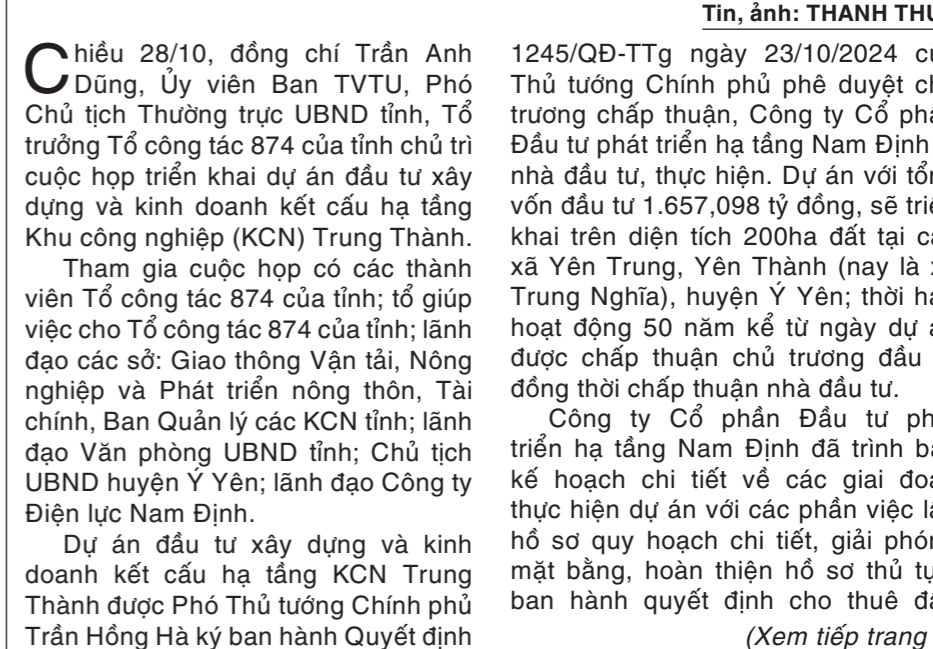 Tin, ảnh: THANH
Chiều 28/10, đồng chí Trần Anh
Dũng, Ủy viên Ban TVTU, Phó
Chủ tịch Thường trực UBND tỉnh, Tổ
trưởng Tổ công tác 874 của tỉnh chủ trì
cuộc họp triển khai dự án đầu tư xây
dựng và kinh doanh kết cấu hạ tầng
Khu công nghiệp (KCN) Trung Thành.
Tham gia cuộc họp có các thành
viên Tổ công tác 874 của tỉnh; tổ giúp
việc cho Tổ công tác 874 của tỉnh; lãnh
đạo các sở: Giao thông Vận tải, Nông
nghiệp và Phát triển nông thôn, Tài
chính, Ban Quản lý các KCN tỉnh; lãnh
đạo Văn phòng UBND tỉnh; Chủ tịch
UBND huyện Ý Yên; lãnh đạo Công ty
Điện lực Nam Định.
Dự án đầu tư xây dựng và kinh
doanh kết cấu hạ tầng KCN Trung
Thành được Phó Thủ tướng Chính phủ
Trần Hồng Hà ký ban hành Quyết định
1245/QĐ-TTg ngày 23/10/2024
Thủ tướng Chính phủ phê duyệt
trương chấp thuận, Công ty Cổ
Đầu tư phát triển hạ tầng Nam Định
nhà đầu tư, thực hiện. Dự án với
vốn đầu tư 1.657,098 tỷ đồng, sẽ
khai trên diện tích 200ha đất tại
xã Yên Trung, Yên Thành (nay là
Trung Nghĩa), huyện Ý Yên; thời
hoạt động 50 năm kể từ ngày dự
được chấp thuận chủ trương đầu
đồng thời chấp thuận nhà đầu tư.
Công ty Cổ phần Đầu tư
triển hạ tầng Nam Định đã trình
kế hoạch chi tiết về các giai
thực hiện dự án với các phần việc
hồ sơ quy hoạch chi tiết, giải
mặt bằng, hoàn thiện hồ sơ thủ
ban hành quyết định cho thuê
(Xem tiếp trang